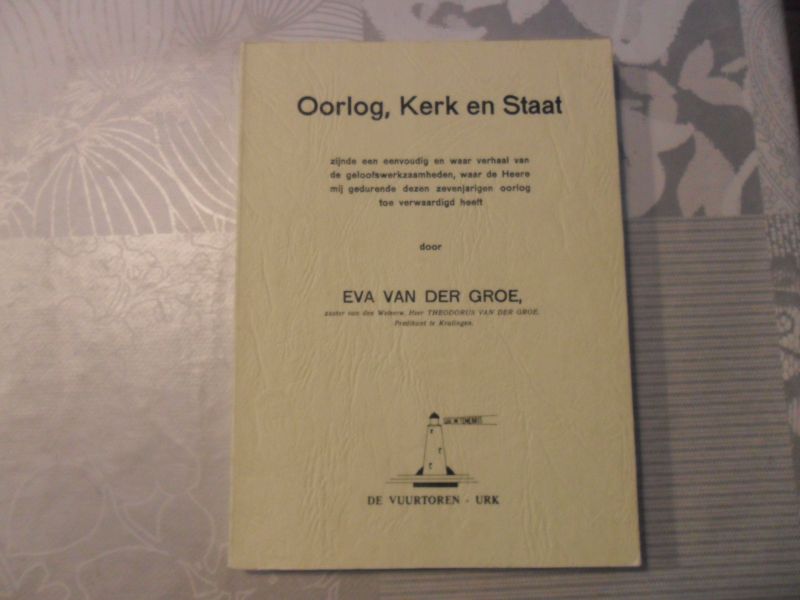 Oorlog, Kerk en Staat
zijnde een eenvoudig en waar verhaal van
de geloofswerkzaamheden, waar de Heere
mij gedurende dezen zevenjarigen oorlog
toe verwaardigd heeft
door
EVA VAN DER GROE,
zuster van den Weleerw. Heer THEODORUS VAN DER GROE,
Predikant te Kralingen.
DE VUURTOREN - URK